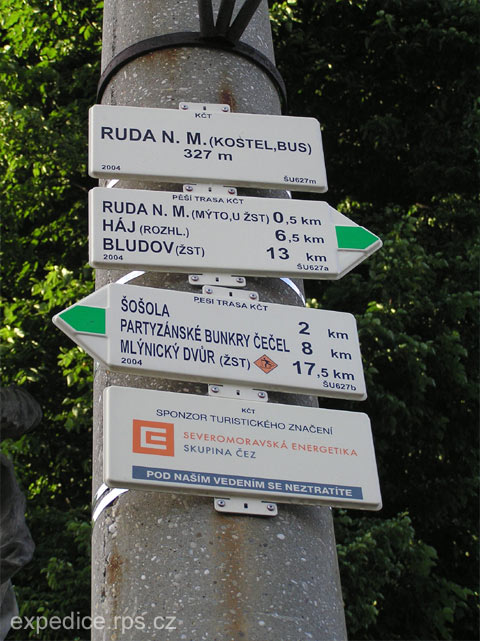 KČT
RUDA N. M. (KOSTEL,BUS)
327 m
2004 ŠU627m
PĚŠÍ TRASA KČT
RUDA N. M. (MÝTO,U ŽST) 0,5 km
HÁJ (ROZHL.) 6,5 km
BLUDOV (ŽST) 13 km
2004 ŠU627a
PĚŠÍ TRASA KČT
ŠOŠOLA 2 km
PARTYZÁNSKÉ BUNKRY ČEČEL 8 km
MLÝNICKÝ DVŮR (ŽST) 17,5 km
2004 ŠU627b
KČT
SPONZOR TURISTICKÉHO ZNAČENÍ
SEVEROMORAVSKÁ ENERGETIKA
SKUPINA ČEZ
POD NAŠÍM VEDENÍM SE NEZTRATÍTE
expedice.rps.cz